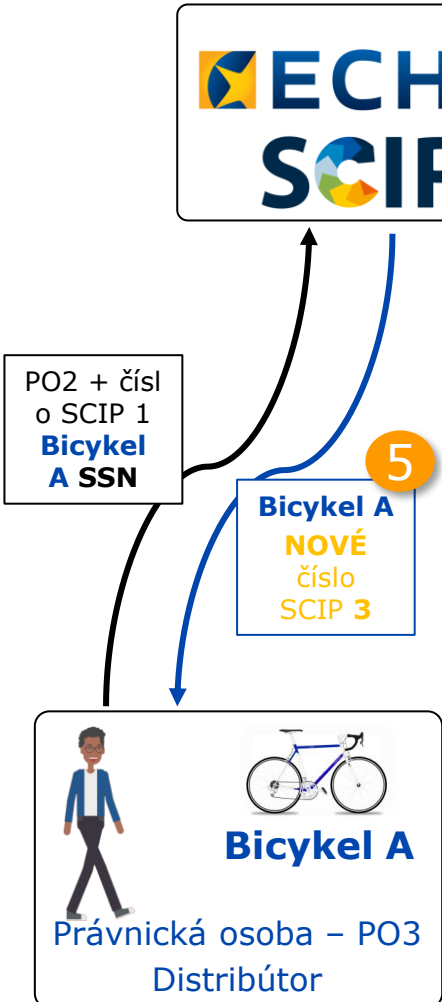 ECH
SCIP
PO2 + čísl
o SCIP 1
Bicykel
A SSN
5
Bicykel A
NOVÉ
číslo
SCIP 3
Bicykel A
Právnická osoba – PO3
Distribútor